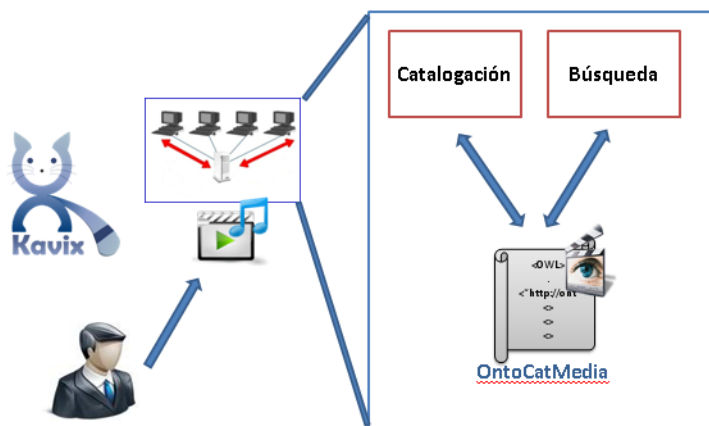 Catalogación
Búsqueda
Kavix
<OWL>
.
<"http://ont
<>
<>
<>
OntoCatMedia